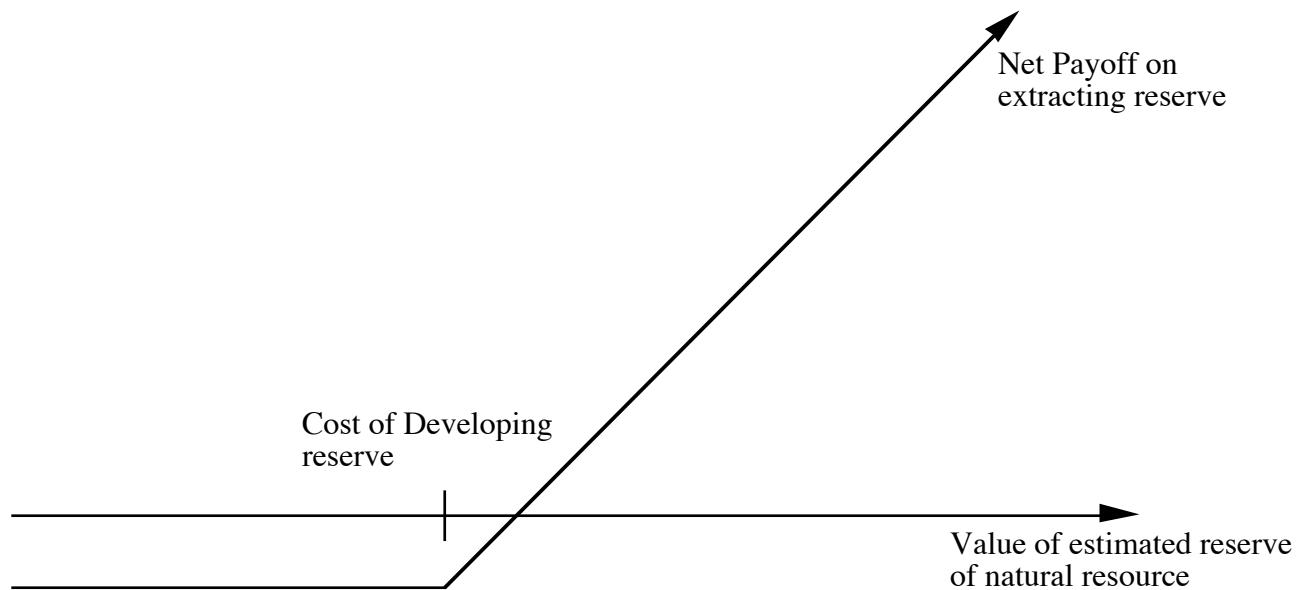 Net Payoff on
extracting reserve
Cost of Developing
reserve
Value of estimated reserve
of natural resource